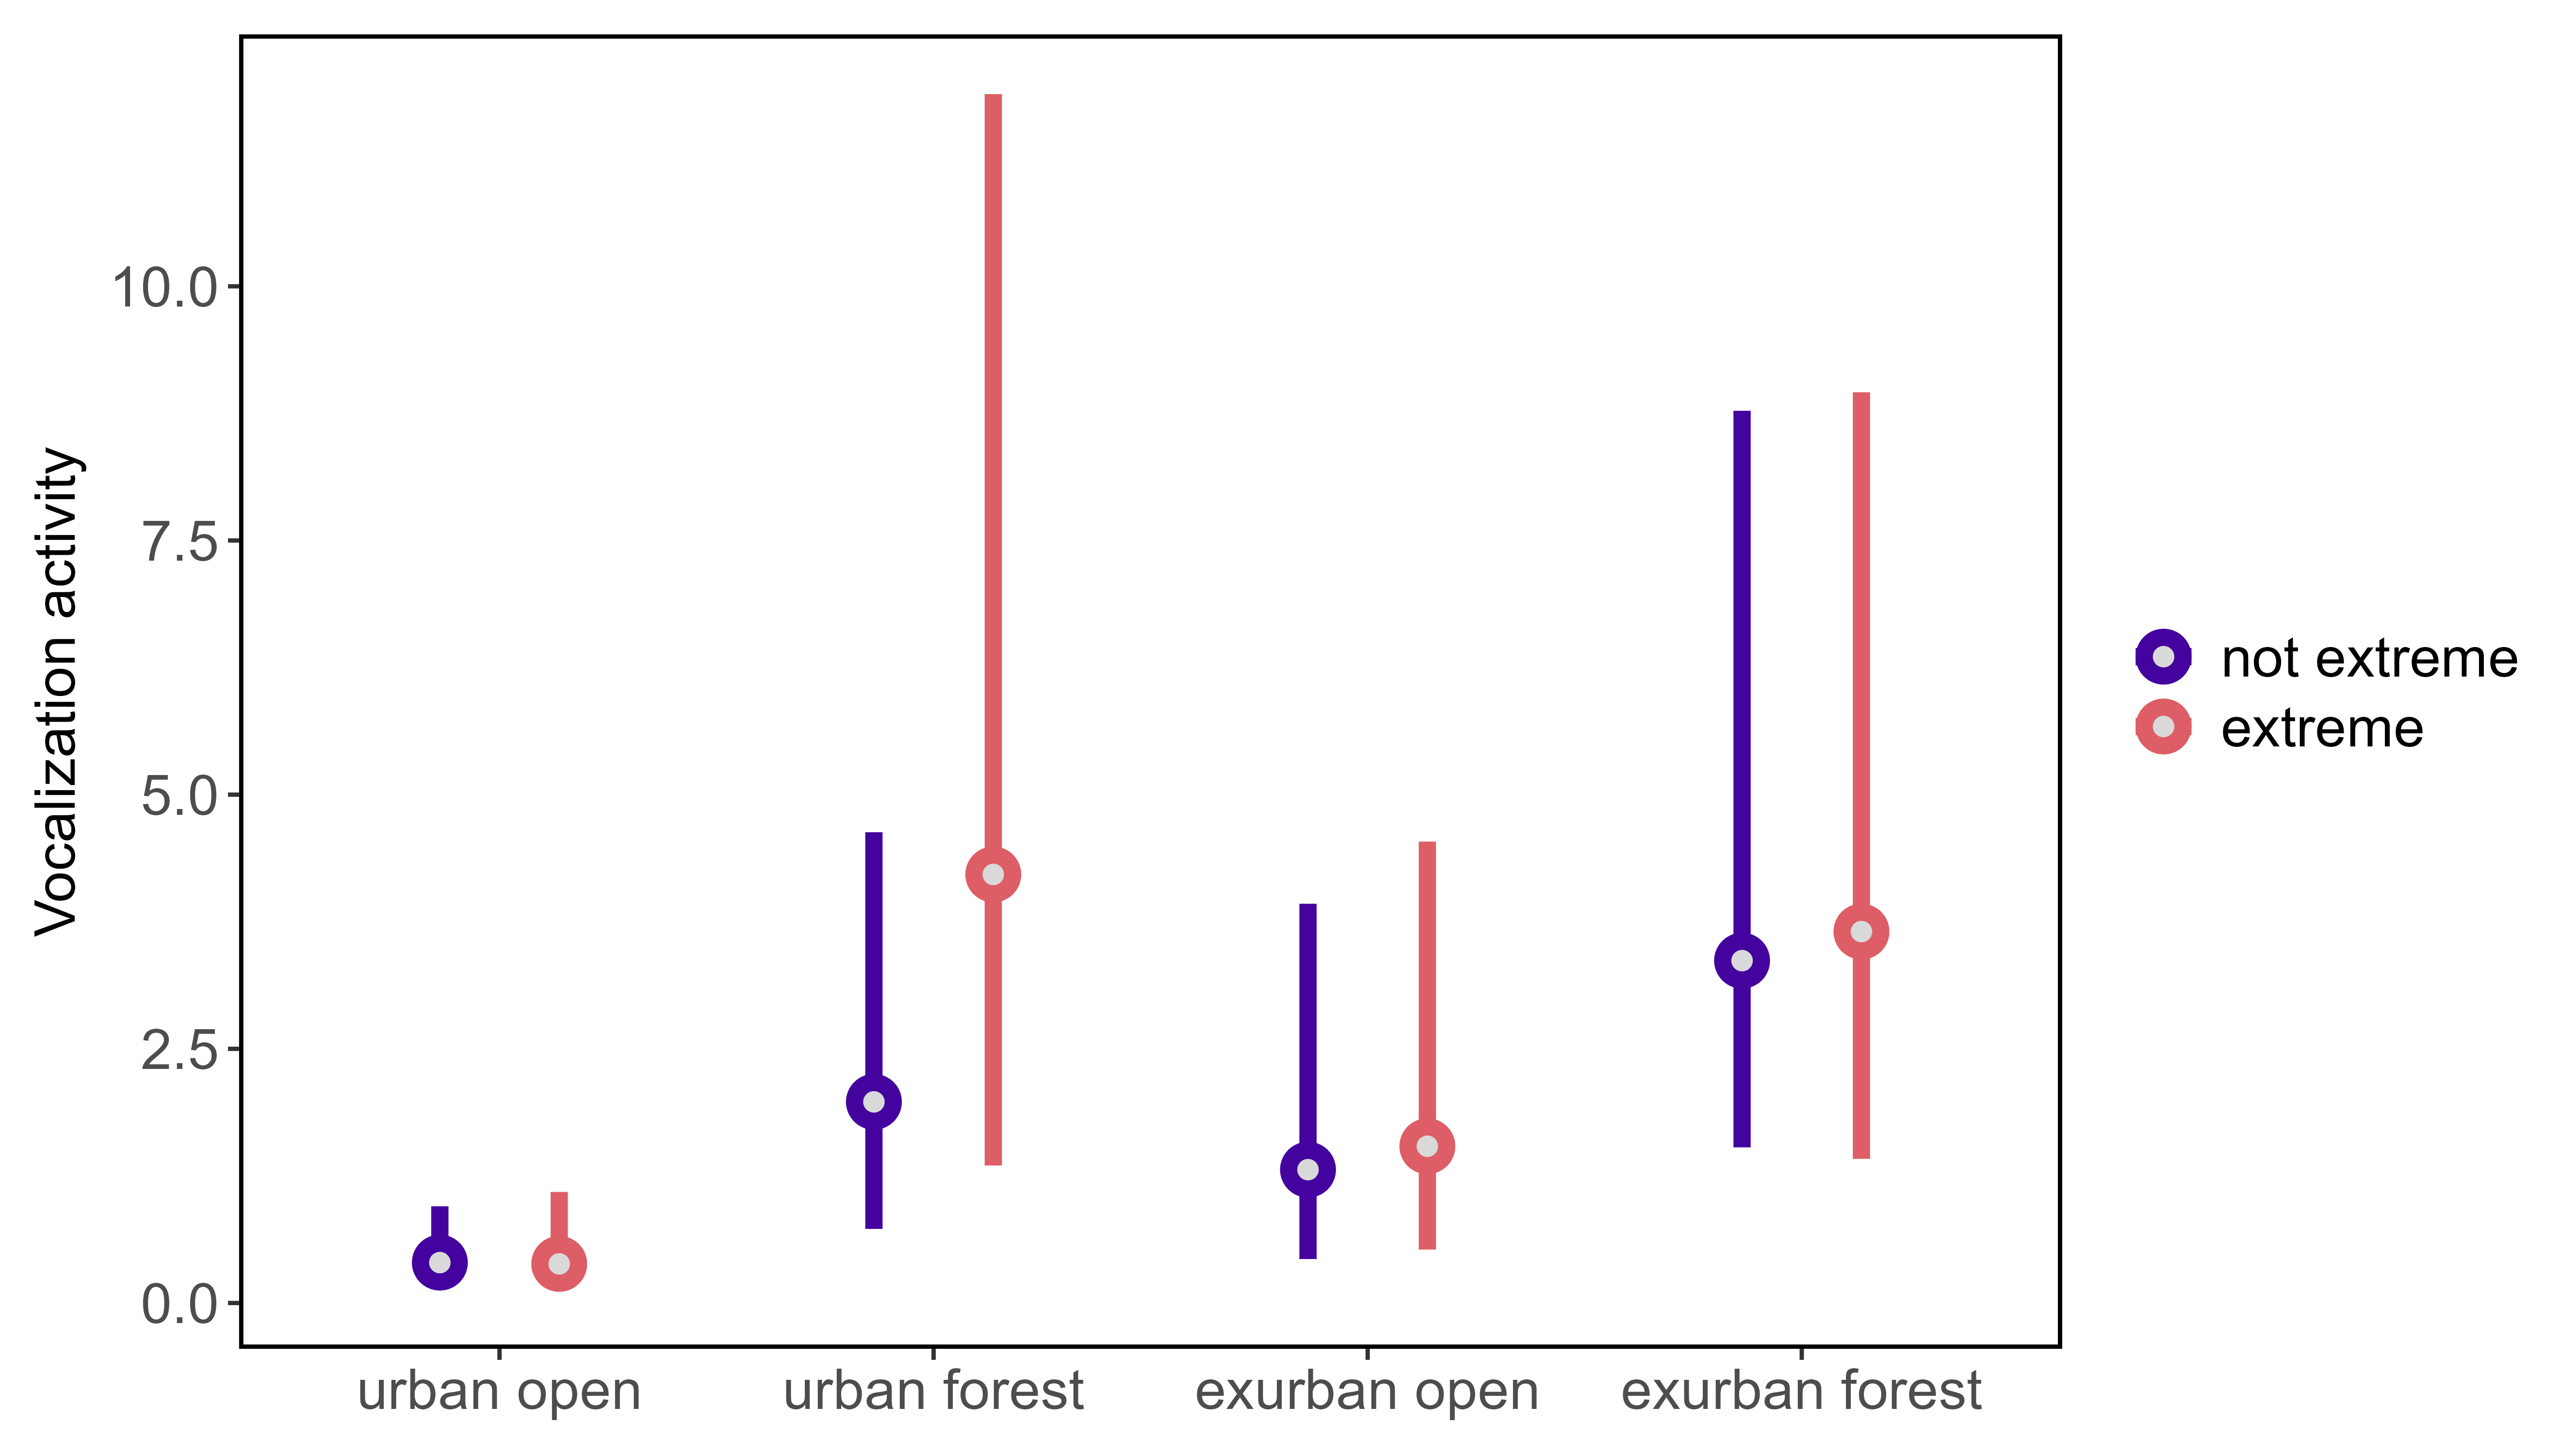 Vocalization activity
10.0
7.5
5.0
2.5
0.0
urban open
urban forest
exurban open
exurban forest
not extreme
extreme